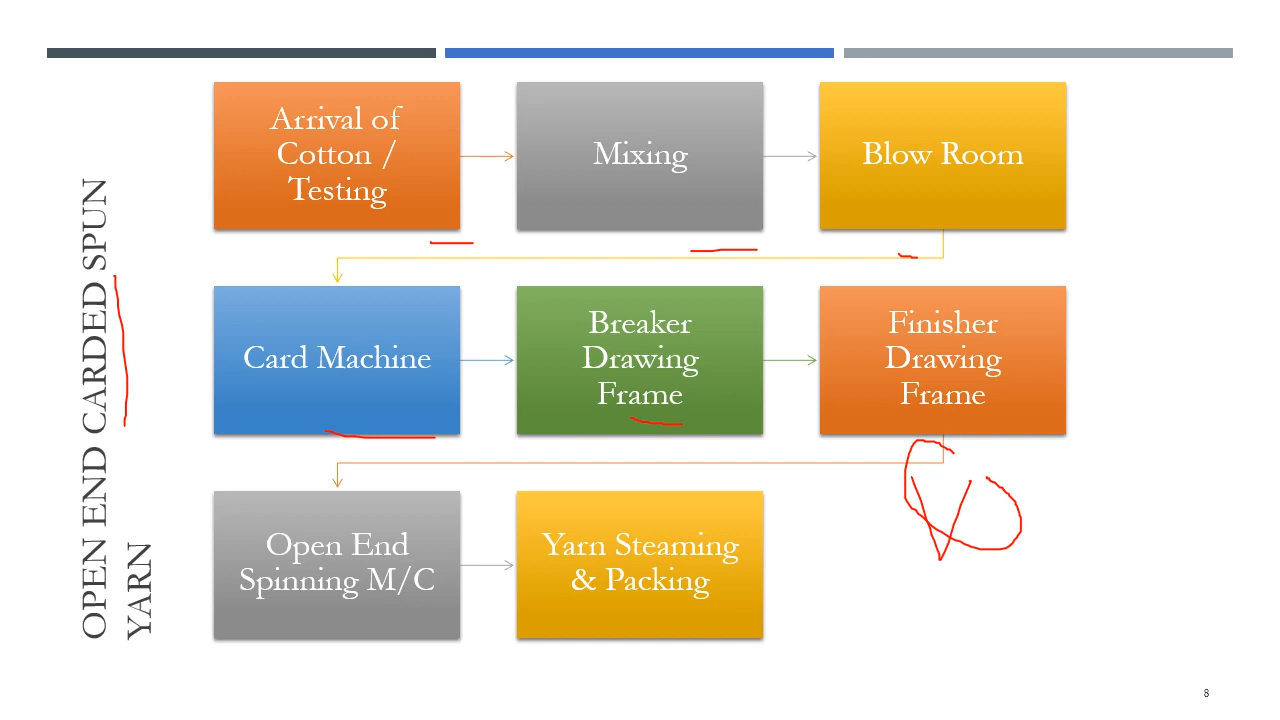 OPEN END CARDED SPUN
YARN
Arrival of
Cotton /
Testing
Mixing
Blow Room
Card Machine
Breaker
Drawing
Frame
Finisher
Drawing
Frame
Open End
Spinning M/C
Yarn Steaming
& Packing
8